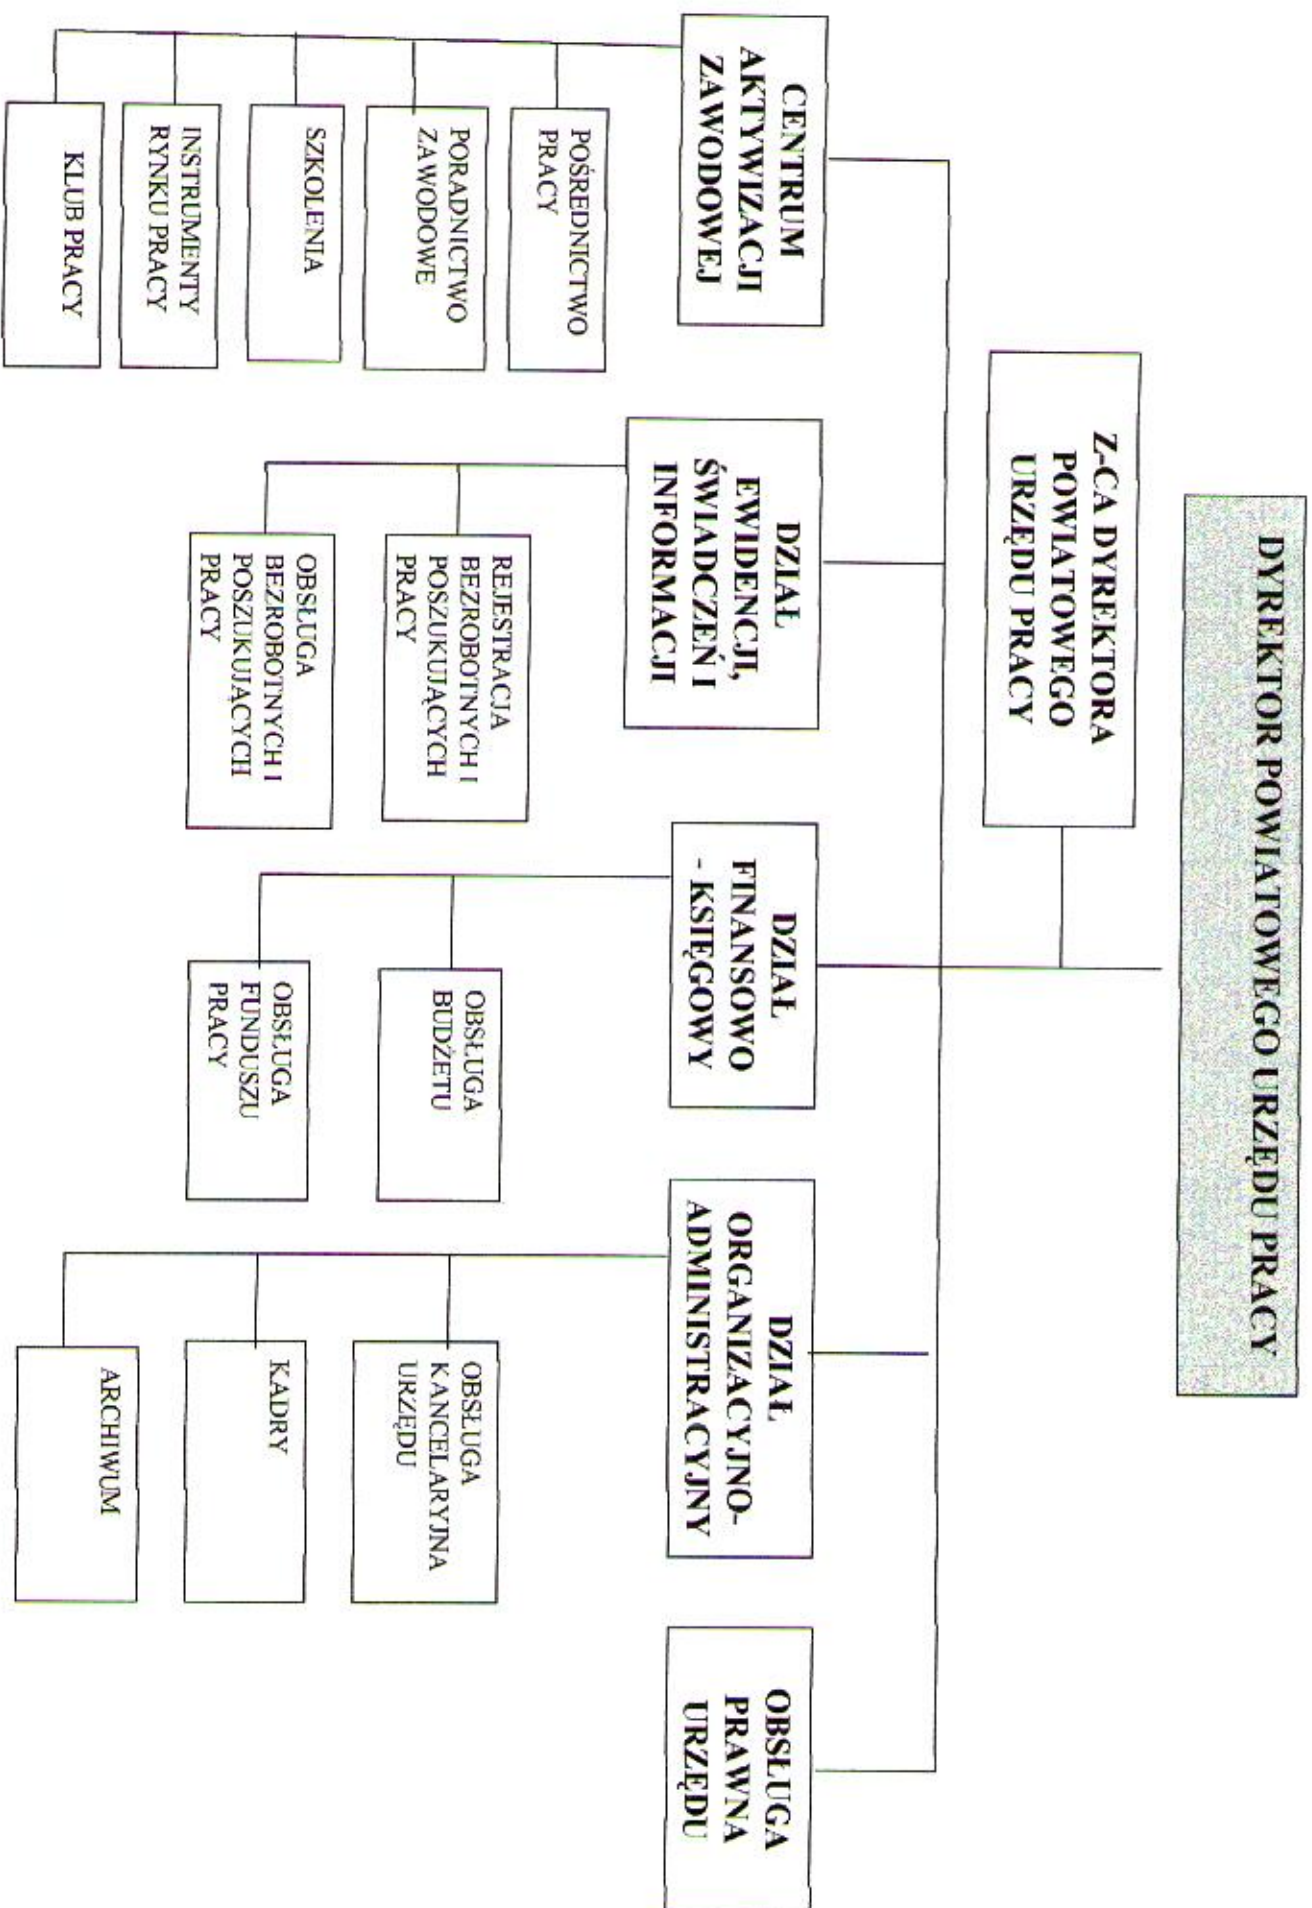 DYREKTOR POWIATOWEGO URZĘDU PRACY
Z-CA DYREKTORA
POWIATOWEGO
URZĘDU PRACY
CENTRUM
AKTYWIZACJI
ZAWODOWEJ
POŚREDNICTWO
PRACY
PORADNICTWO
ZAWODOWE
SZKOLENIA
INSTRUMENTY
RYNKU PRACY
KLUB PRACY
DZIAŁ
EWIDENCJI,
ŚWIADCZEŃ I
INFORMACJI
REJESTRACJA
BEZROBOTNYCH I
POSZUKUJĄCYCH
PRACY
OBSŁUGA
BEZROBOTNYCH I
POSZUKUJĄCYCH
PRACY
DZIAŁ
FINANSOWO
- KSIĘGOWY
OBSŁUGA
BUDŻETU
OBSŁUGA
FUNDUSZU
PRACY
DZIAŁ
ORGANIZACYJNO-
ADMINISTRACYJNY
OBSŁUGA
KANCELARYJNA
URZĘDU
KADRY
ARCHIWUM
OBSŁUGA
PRAWNA
URZĘDU